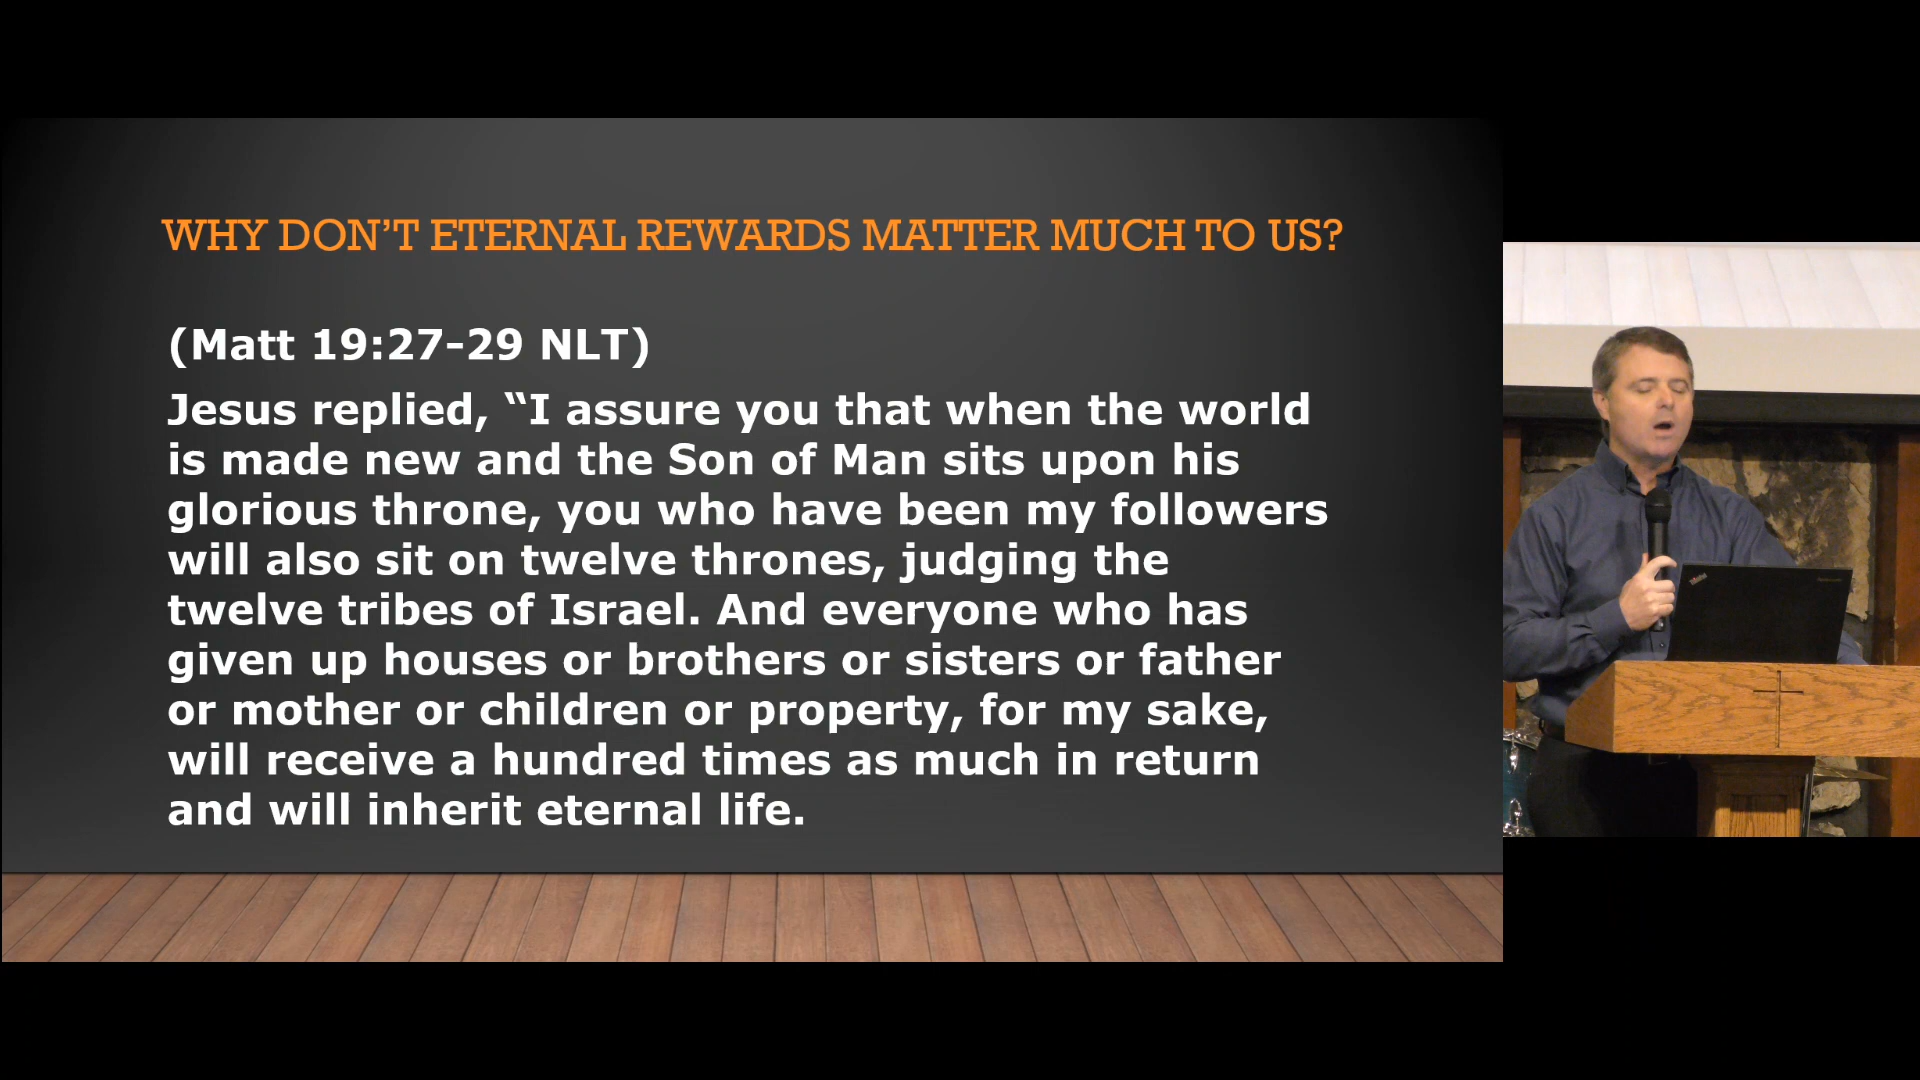 WHY DON’T ETERNAL REWARDS MATTER MUCH TO US?
(Matt 19:27-29 NLT)
Jesus replied, “I assure you that when the world
is made new and the Son of Man sits upon his
glorious throne, you who have been my followers
will also sit on twelve thrones, judging the
twelve tribes of Israel. And everyone who has
given up houses or brothers or sisters or father
or mother or children or property, for my sake,
will receive a hundred times as much in return
and will inherit eternal life.